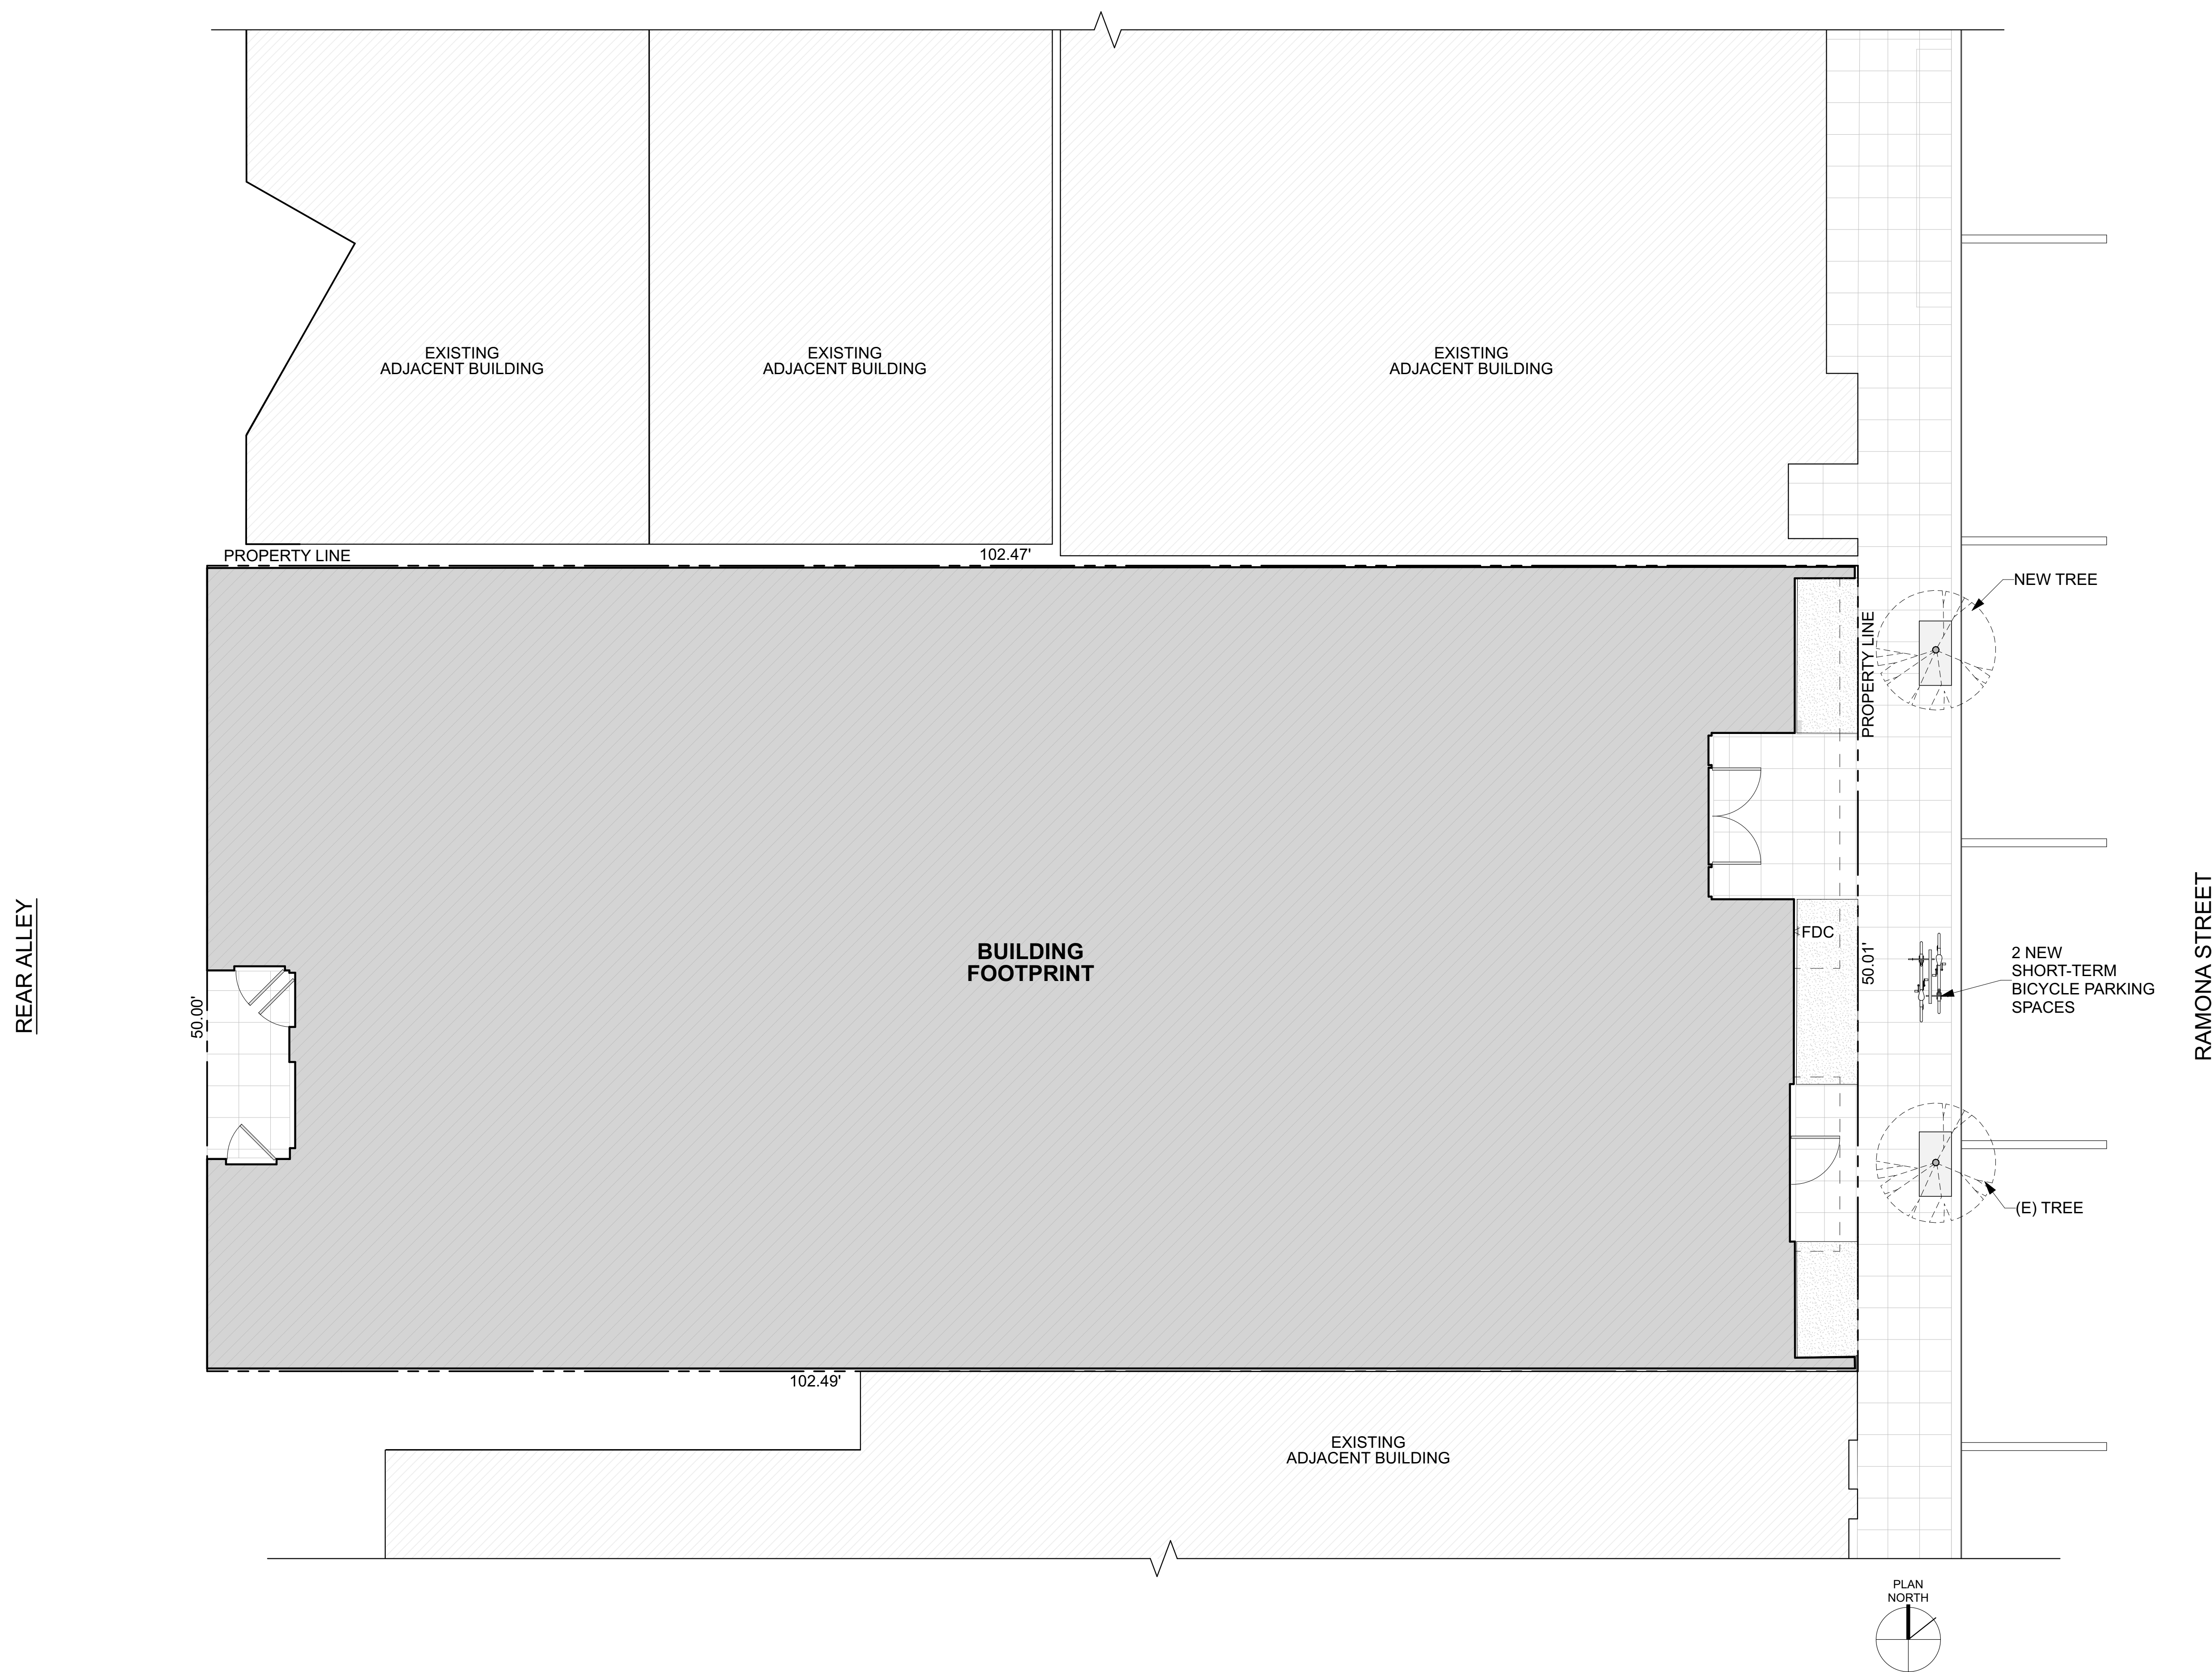 EXISTING
ADJACENT BUILDING
EXISTING
ADJACENT BUILDING
EXISTING
ADJACENT BUILDING
PROPERTY LINE
102.47'
NEW TREE
PROPERTY LINE
REAR ALLEY
50.00'
BUILDING
FOOTPRINT
FDC
50.01'
2 NEW
SHORT-TERM
BICYCLE PARKING
SPACES
RAMONA STREET
(E) TREE
102.49'
EXISTING
ADJACENT BUILDING
PLAN
NORTH